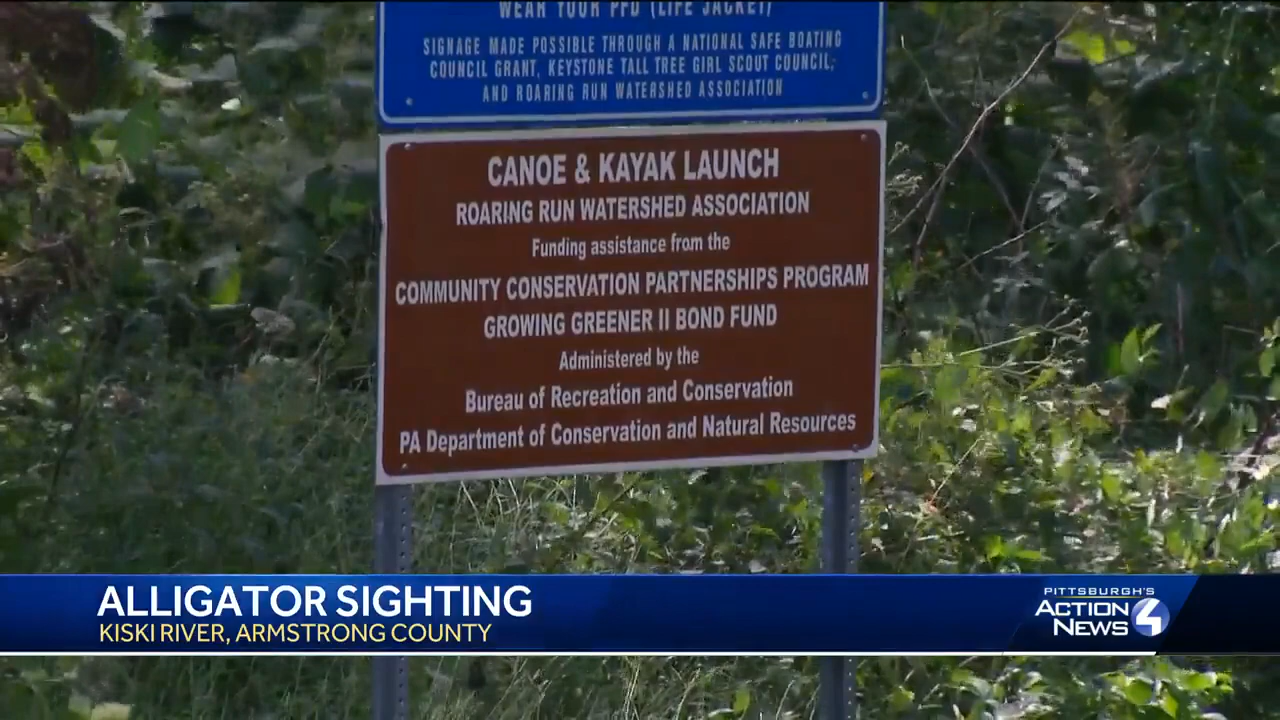 WEAR YOUR PFD (LIFE JACKET)
SIGNAGE MADE POSSIBLE THROUGH A NATIONAL SAFE BOATING
COUNCIL GRANT, KEYSTONE TALL TREE GIRL SCOUT COUNCIL;
AND ROARING RUN WATERSHED ASSOCIATION
CANOE & KAYAK LAUNCH
ROARING RUN WATERSHED ASSOCIATION
Funding assistance from the
COMMUNITY CONSERVATION PARTNERSHIPS PROGRAM
GROWING GREENER II BOND FUND
Administered by the
Bureau of Recreation and Conservation
PA Department of Conservation and Natural Resources
ALLIGATOR SIGHTING
KISKI RIVER, ARMSTRONG COUNTY
PITTSBURGH'S
ACTION
NEWS 4